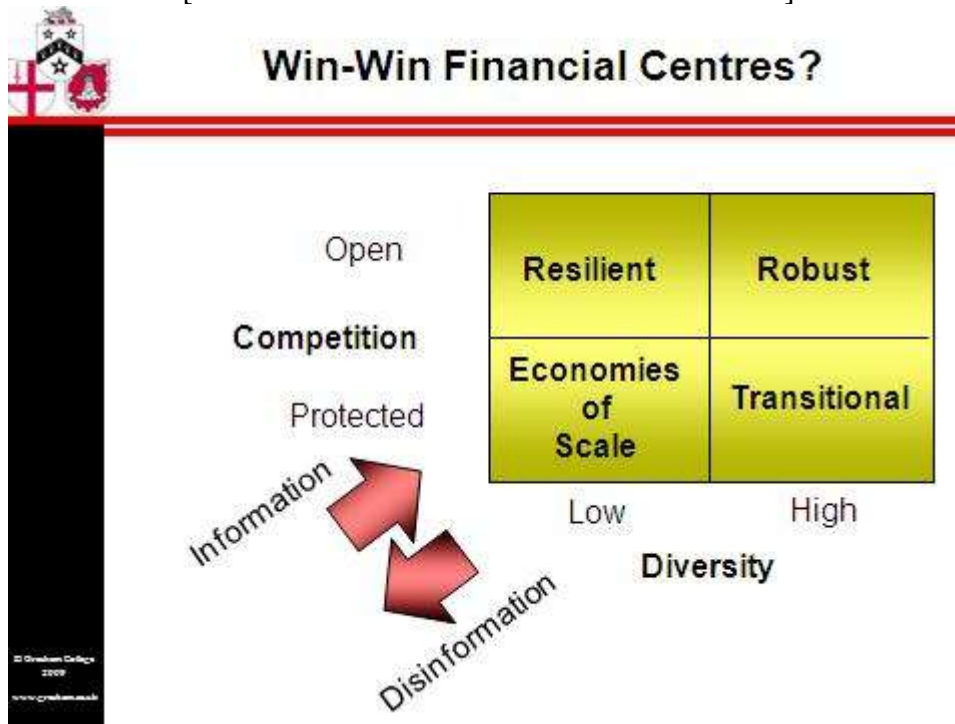 Win-Win Financial Centres?
Open
Resilient
Robust
Competition
Economies
of
Scale
Transitional
Protected
Information
Low
High
Diversity
Disinformation